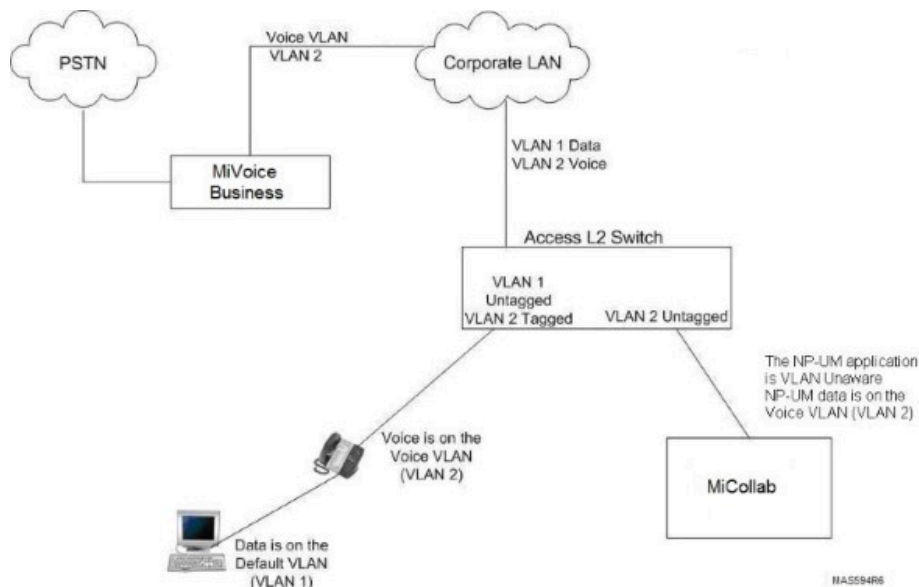 PSTN
Voice VLAN
VLAN 2
Corporate LAN
MiVoice
Business
VLAN 1 Data
VLAN 2 Voice
Access L2 Switch
VLAN 1
Untagged
VLAN 2 Tagged
VLAN 2 Untagged
The NP-UM application
is VLAN Unaware
NP-UM data is on the
Voice VLAN (VLAN 2)
Voice is on the
Voice VLAN
(VLAN 2)
MiCollab
Data is on the
Default VLAN
(VLAN 1)
NAS594R6